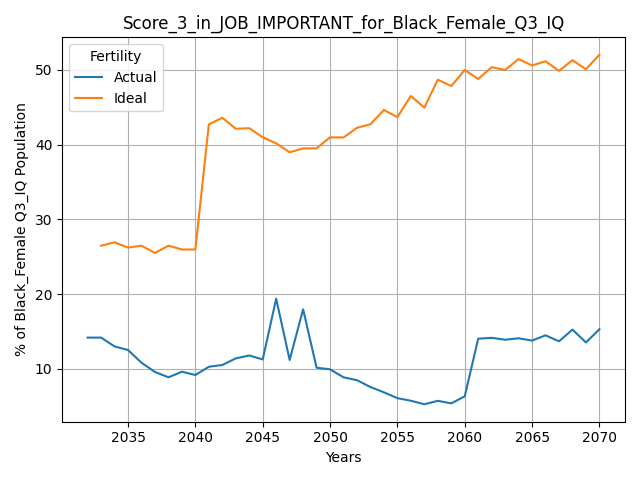 Score_3_in_JOB_IMPORTANT_for_Black_Female_Q3_IQ
Fertility
Actual
Ideal
% of Black_Female Q3_IQ Population
50
40
30
20
10
2035 2040 2045 2050 2055 2060 2065 2070
Years